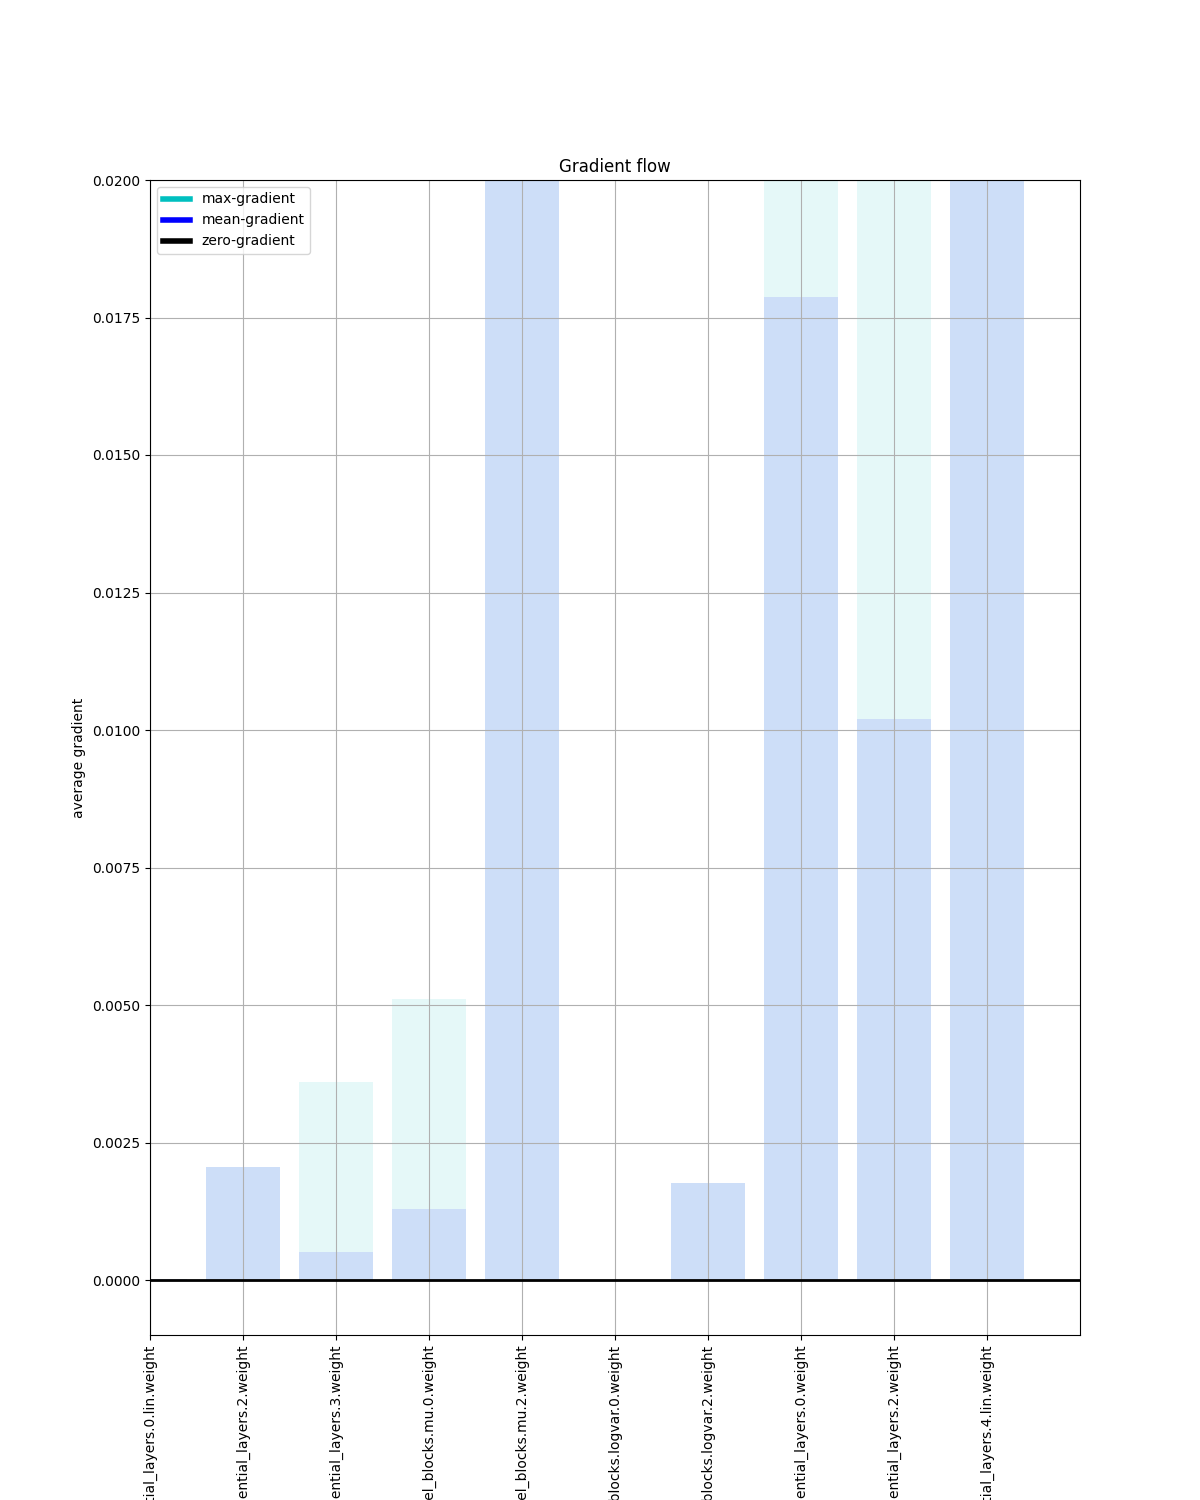 Gradient flow
max-gradient
mean-gradient
zero-gradient
0.0200
0.0175
0.0150
0.0125
0.0100
0.0075
0.0050
0.0025
0.0000
average gradient
tial_layers.0.lin.weight
ential_layers.2.weight
ential_layers.3.weight
el_blocks.mu.0.weight
el_blocks.mu.2.weight
blocks.logvar.0.weight
blocks.logvar.2.weight
ential_layers.0.weight
ential_layers.2.weight
tial_layers.4.lin.weight